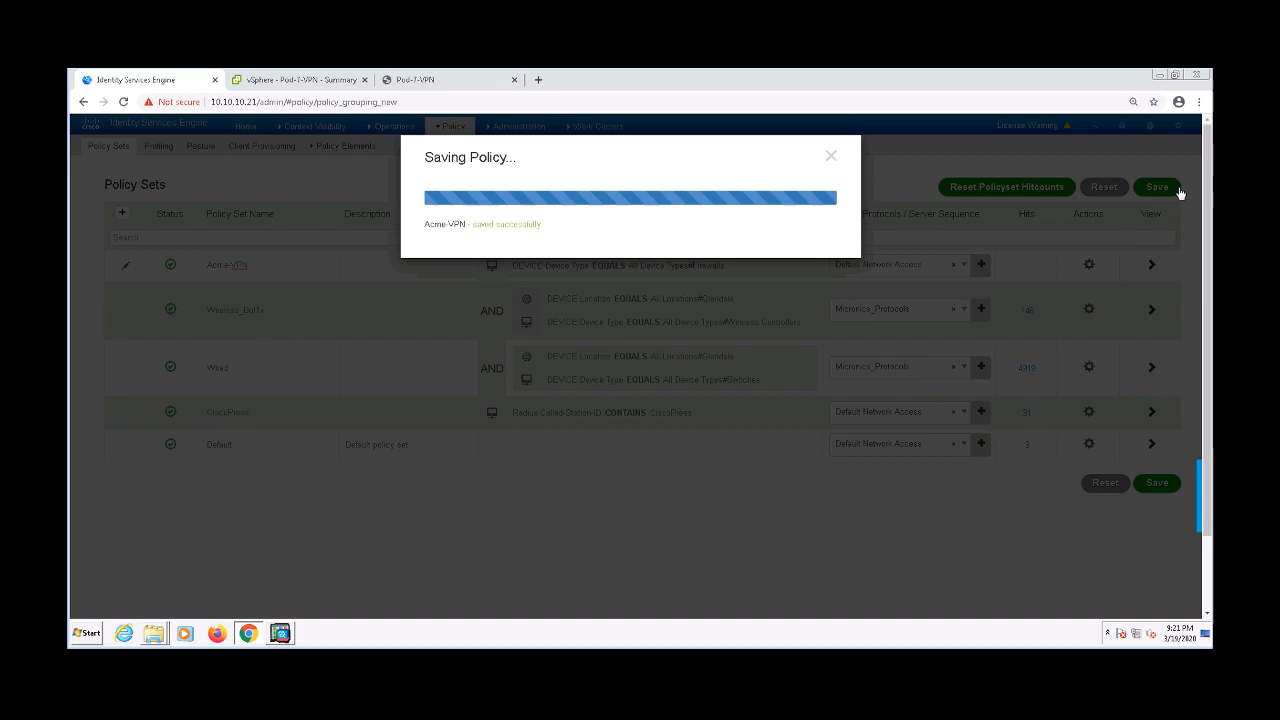 Identity Services Engine
vSphere - Pod-7-VPN - Summary
Pod-7-VPN
Not secure
10.10.10.21/admin/#policy/policy_grouping_new
cisco
Identity Services Engine
Home
Context Visibility
Operations
Policy
Administration
Work Centers
License Warning
Policy Sets
Profiling
Posture
Client Provisioning
Policy Elements
Saving Policy...
Acme-VPN - saved successfully
Policy Sets
Reset Policyset Hitcounts
Reset
Save
Status
Policy Set Name
Description
Protocols / Server Sequence
Hits
Actions
View
Search
Acme-VPN
DEVICE·Device Type EQUALS All Device Types#Firewalls
Default Network Access
Wireless_Dot1x
AND
DEVICE·Location EQUALS All Locations#Glendale
DEVICE·Device Type EQUALS All Device Types#Wireless Controllers
Micronics_Protocols
146
Wired
AND
DEVICE·Location EQUALS All Locations#Glendale
DEVICE·Device Type EQUALS All Device Types#Switches
Micronics_Protocols
4919
CiscoPress
Radius·Called-Station-ID CONTAINS CiscoPress
Default Network Access
31
Default
Default policy set
Default Network Access
3
Reset
Save
Start
9:21 PM
3/19/2020